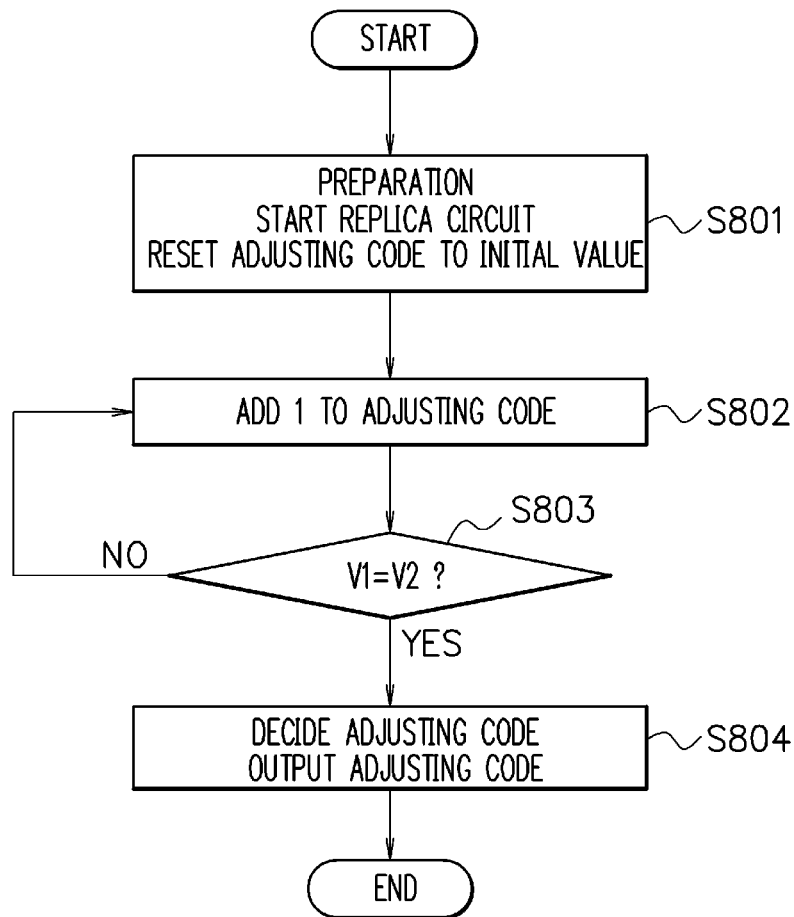 START
PREPARATION
START REPLICA CIRCUIT
RESET ADJUSTING CODE TO INITIAL VALUE
S801
ADD 1 TO ADJUSTING CODE
S802
S803
V1=V2 ?
NO
YES
DECIDE ADJUSTING CODE
OUTPUT ADJUSTING CODE
S804
END